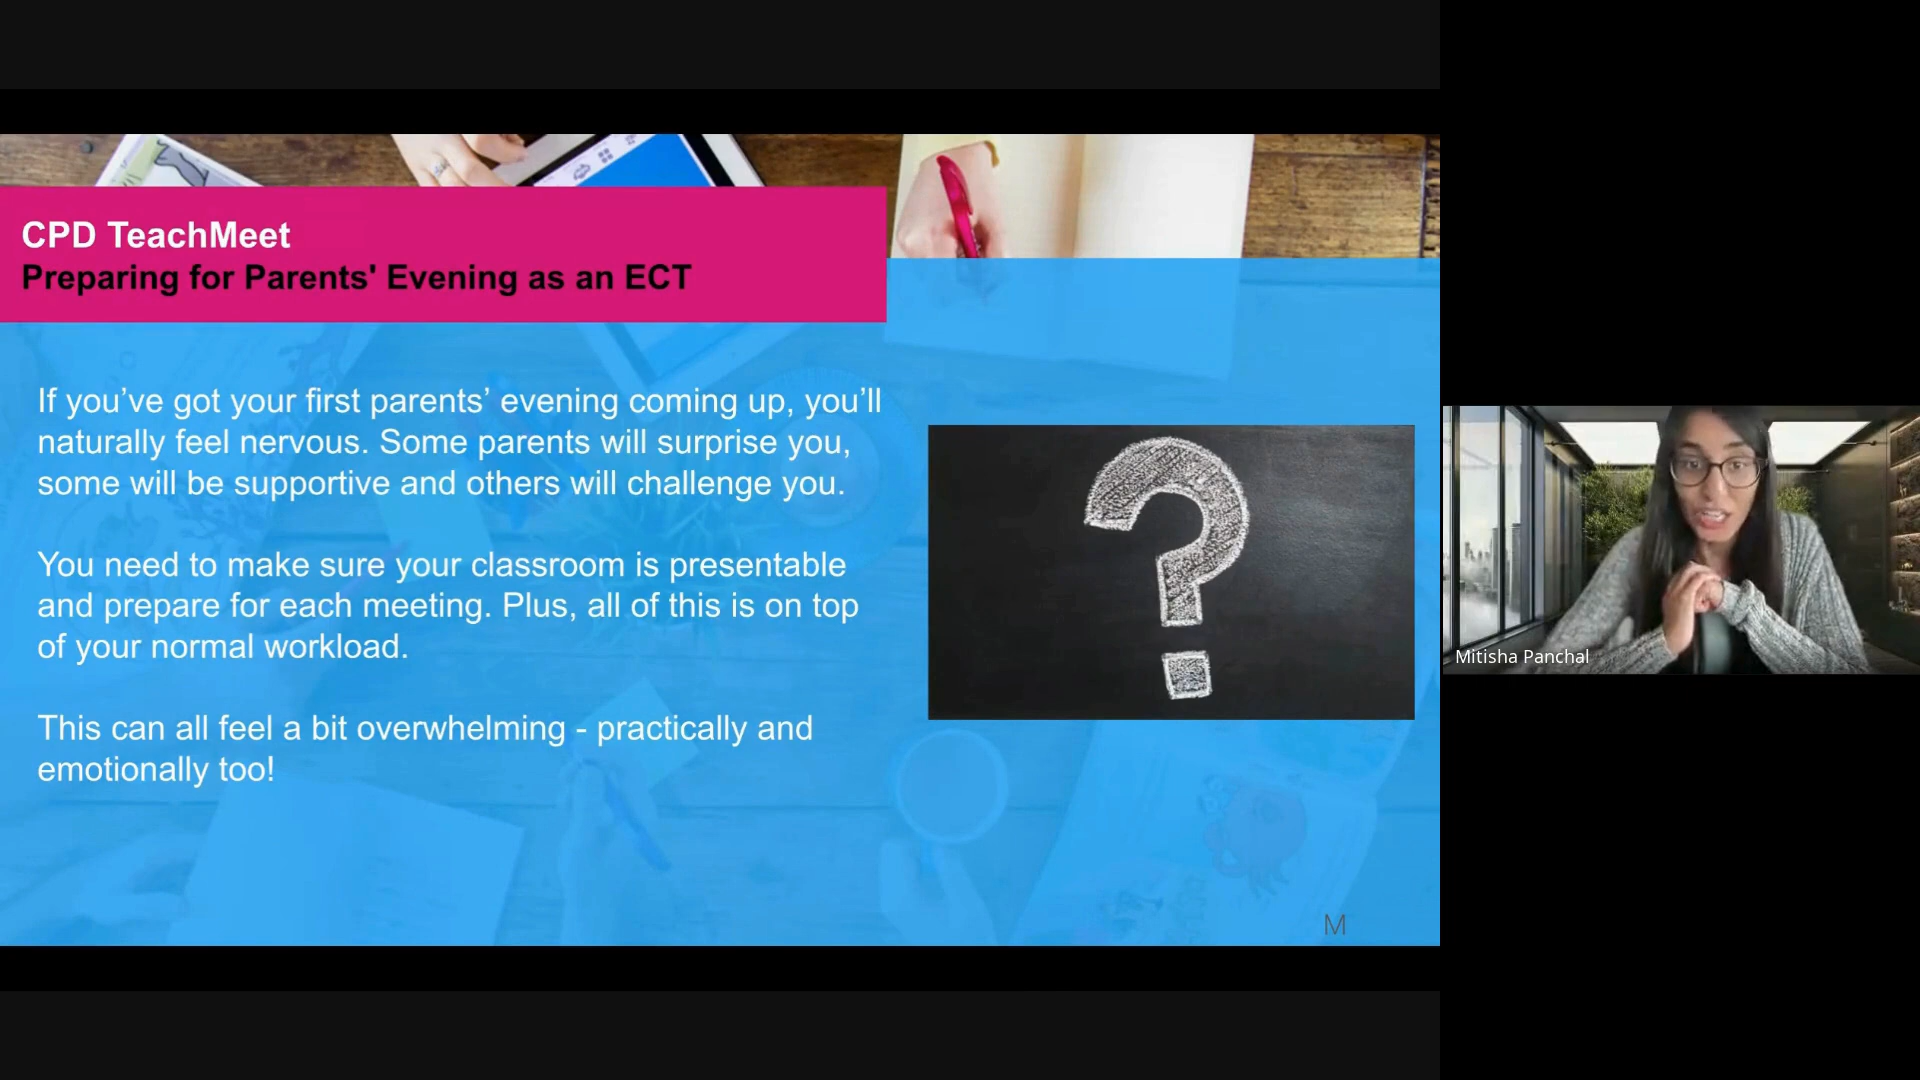 CPD TeachMeet
Preparing for Parents' Evening as an ECT
If you’ve got your first parents’ evening coming up, you’ll
naturally feel nervous. Some parents will surprise you,
some will be supportive and others will challenge you.
You need to make sure your classroom is presentable
and prepare for each meeting. Plus, all of this is on top
of your normal workload.
This can all feel a bit overwhelming - practically and
emotionally too!
M
Mitisha Panchal